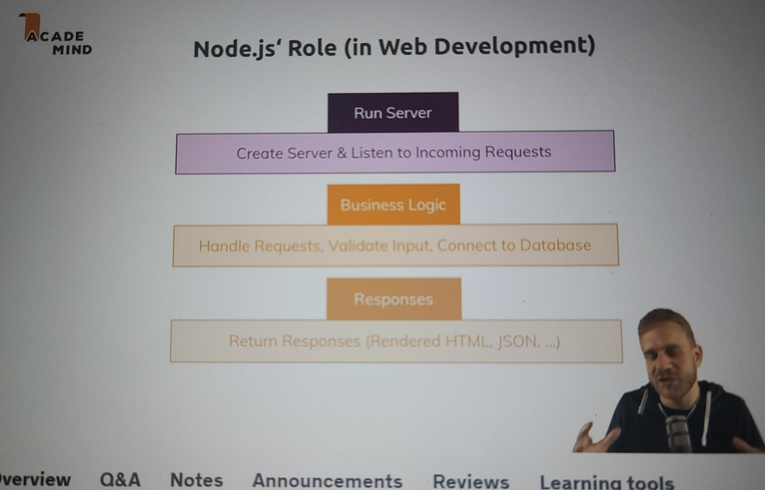 ACADE
MIND
Node.js‘ Role (in Web Development)
Run Server
Create Server & Listen to Incoming Requests
Business Logic
Handle Requests, Validate Input, Connect to Database
Responses
Return Responses (Rendered HTML, JSON, ...)
verview Q&A Notes Announcements Reviews Learning tools